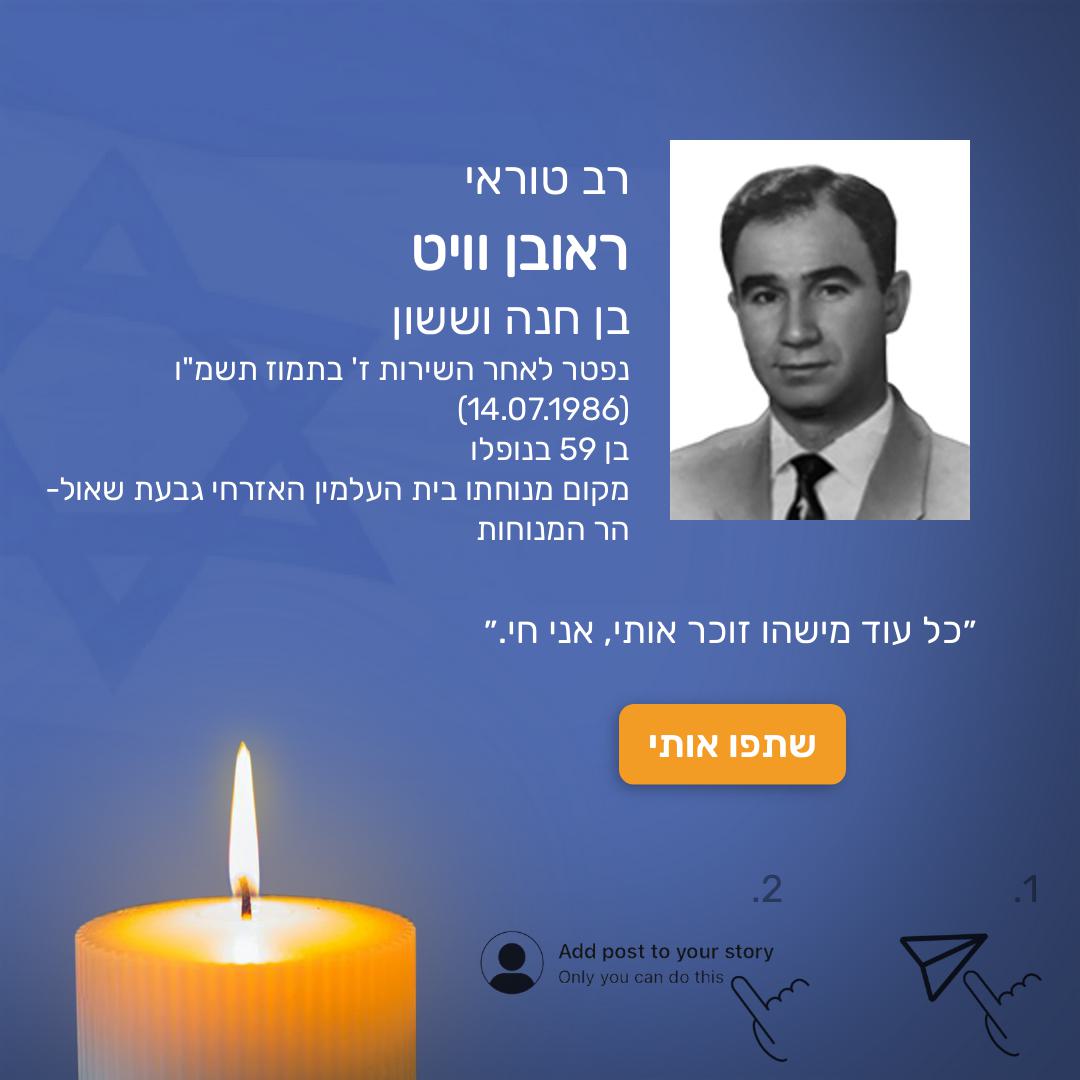 רב טוראי
ראובן וויט
בן חנה וששון
נפטר לאחר השירות ז' בתמוז תשמ"ו
(14.07.1986)
בן 59 בנופלו
מקום מנוחתו בית העלמין האזרחי גבעת שאול-
הר המנוחות
״כל עוד מישהו זוכר אותי, אני חי.״
שתפו אותי
.1
.2
Add post to your story
Only you can do this